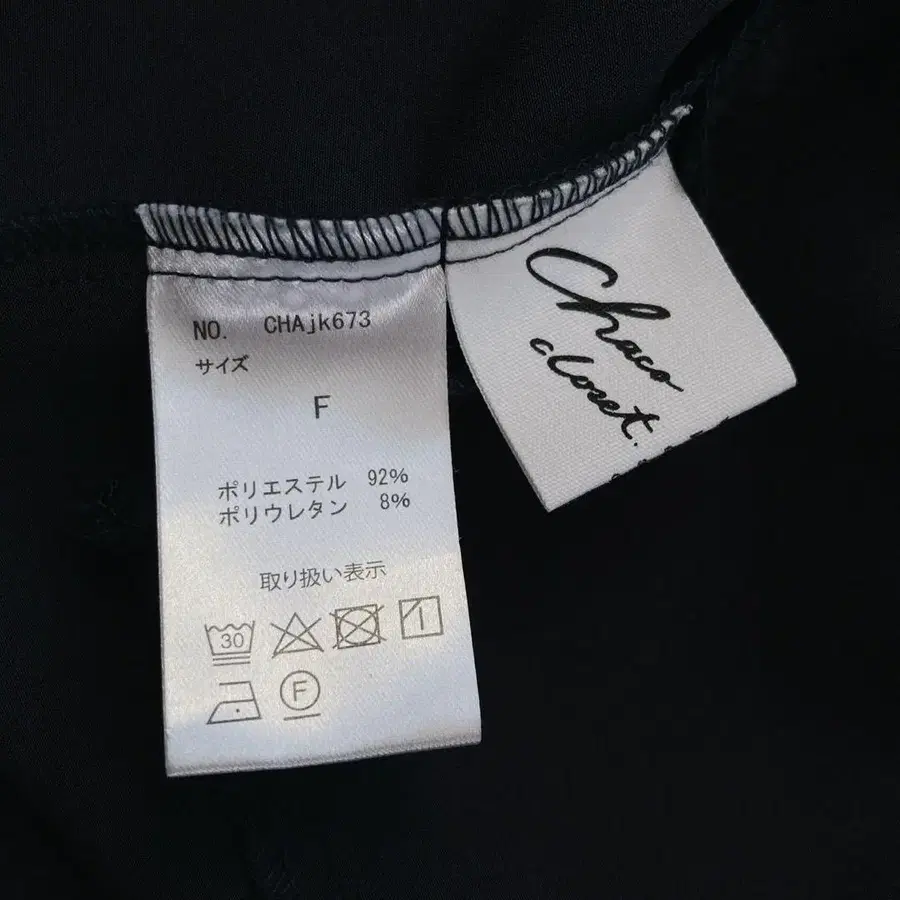 NO. CHAjk673
サイズ
F
ポリエステル 92%
ポリウレタン 8%
取り扱い表示
30
F
Chaco
closet.